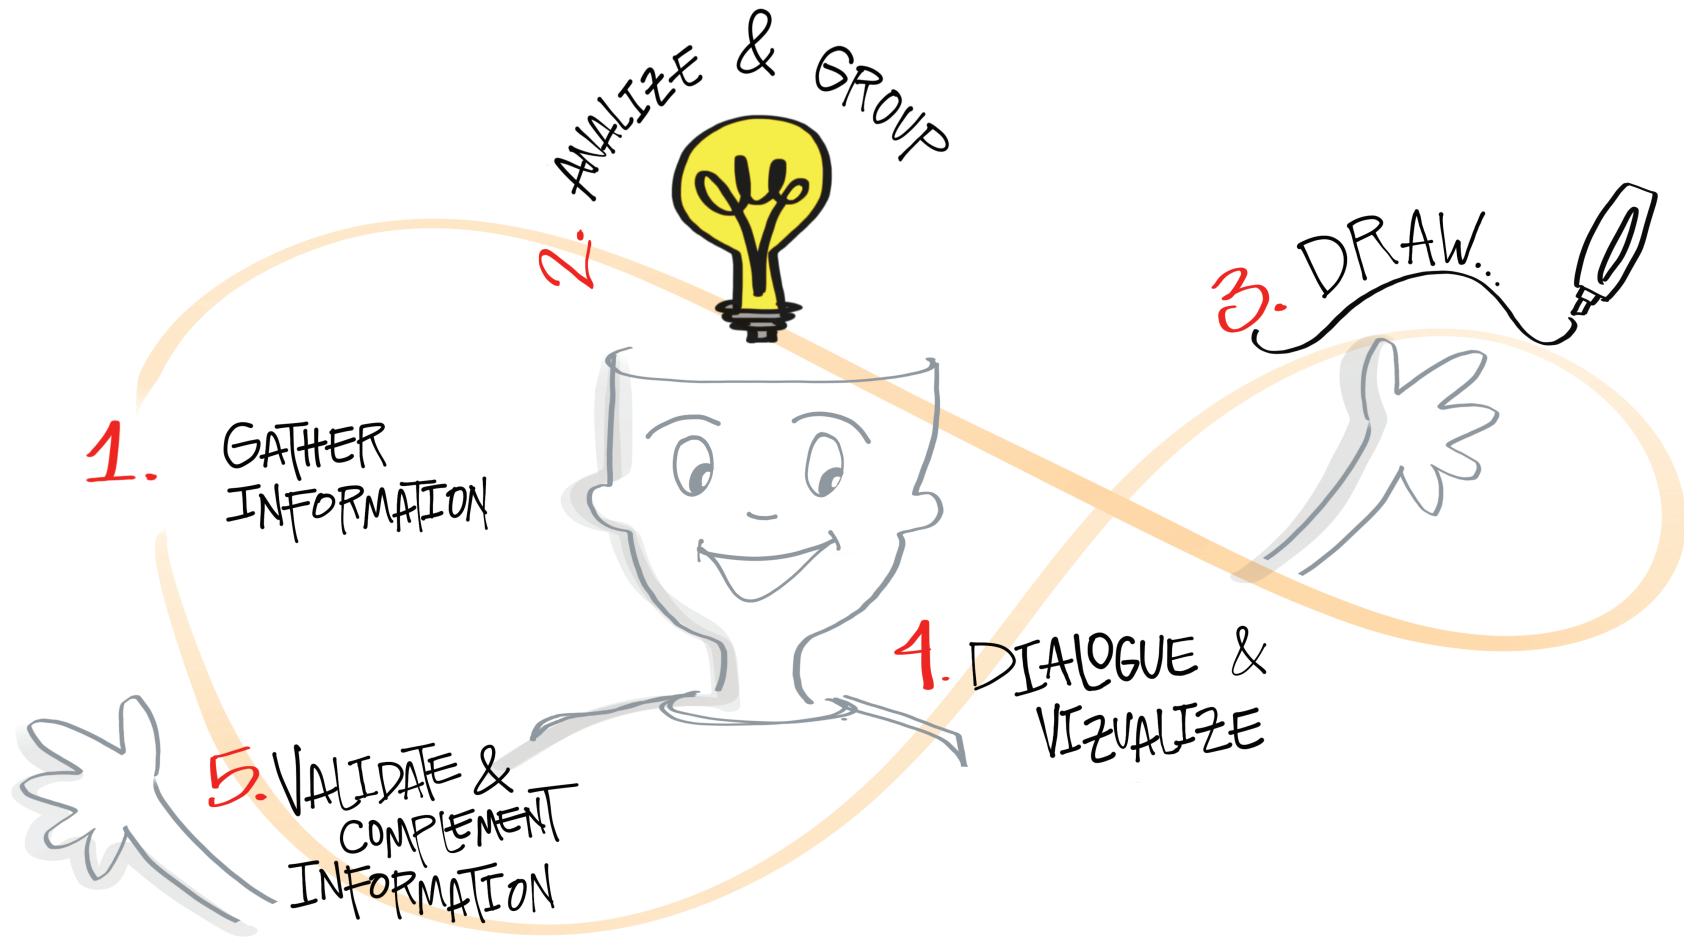 1. GATHER
INFORMATION
2. ANALIZE & GROUP
3. DRAW...
4. DIALOGUE &
VIZUALIZE
5. VALIDATE &
COMPLEMENT
INFORMATION